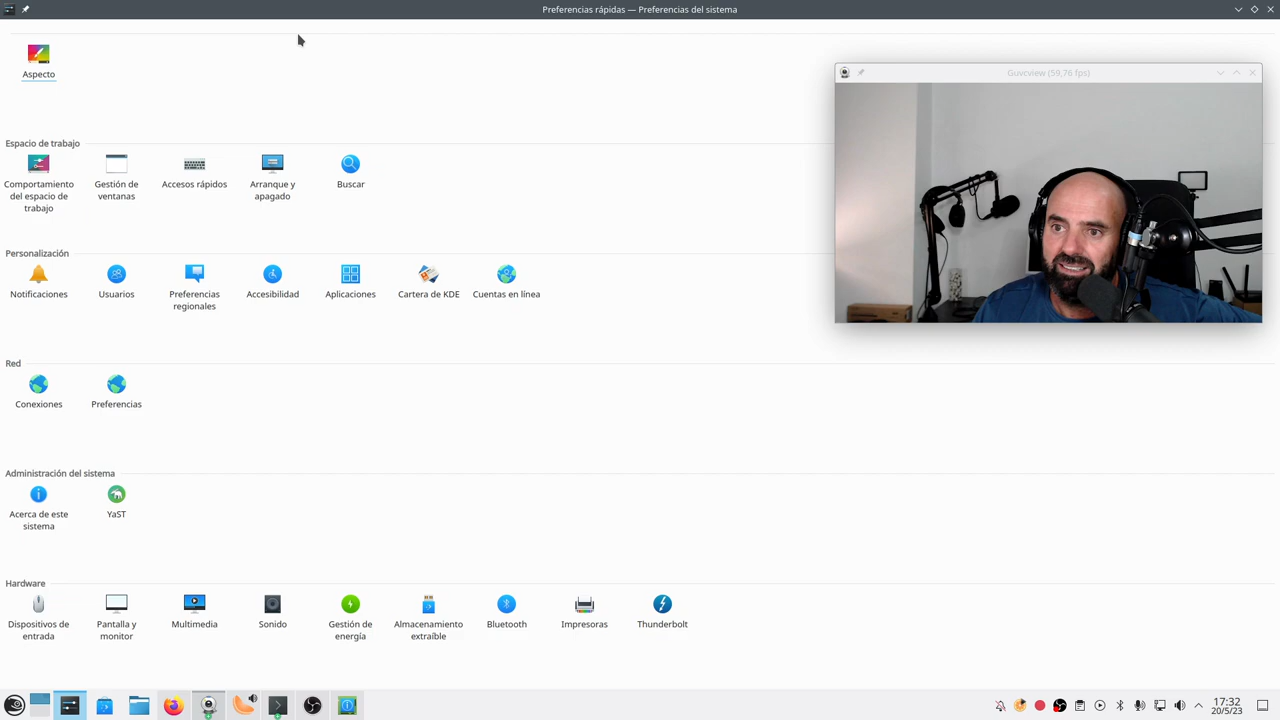 Preferencias rápidas — Preferencias del sistema
Aspecto
Guvcview (59,76 fps)
Espacio de trabajo
Comportamiento
del espacio de
trabajo
Gestión de
ventanas
Accesos rápidos
Arranque y
apagado
Buscar
Personalización
Notificaciones
Usuarios
Preferencias
regionales
Accesibilidad
Aplicaciones
Cartera de KDE
Cuentas en línea
Red
Conexiones
Preferencias
Administración del sistema
Acerca de este
sistema
YaST
Hardware
Dispositivos de
entrada
Pantalla y
monitor
Multimedia
Sonido
Gestión de
energía
Almacenamiento
extraíble
Bluetooth
Impresoras
Thunderbolt
17:32
20/5/23